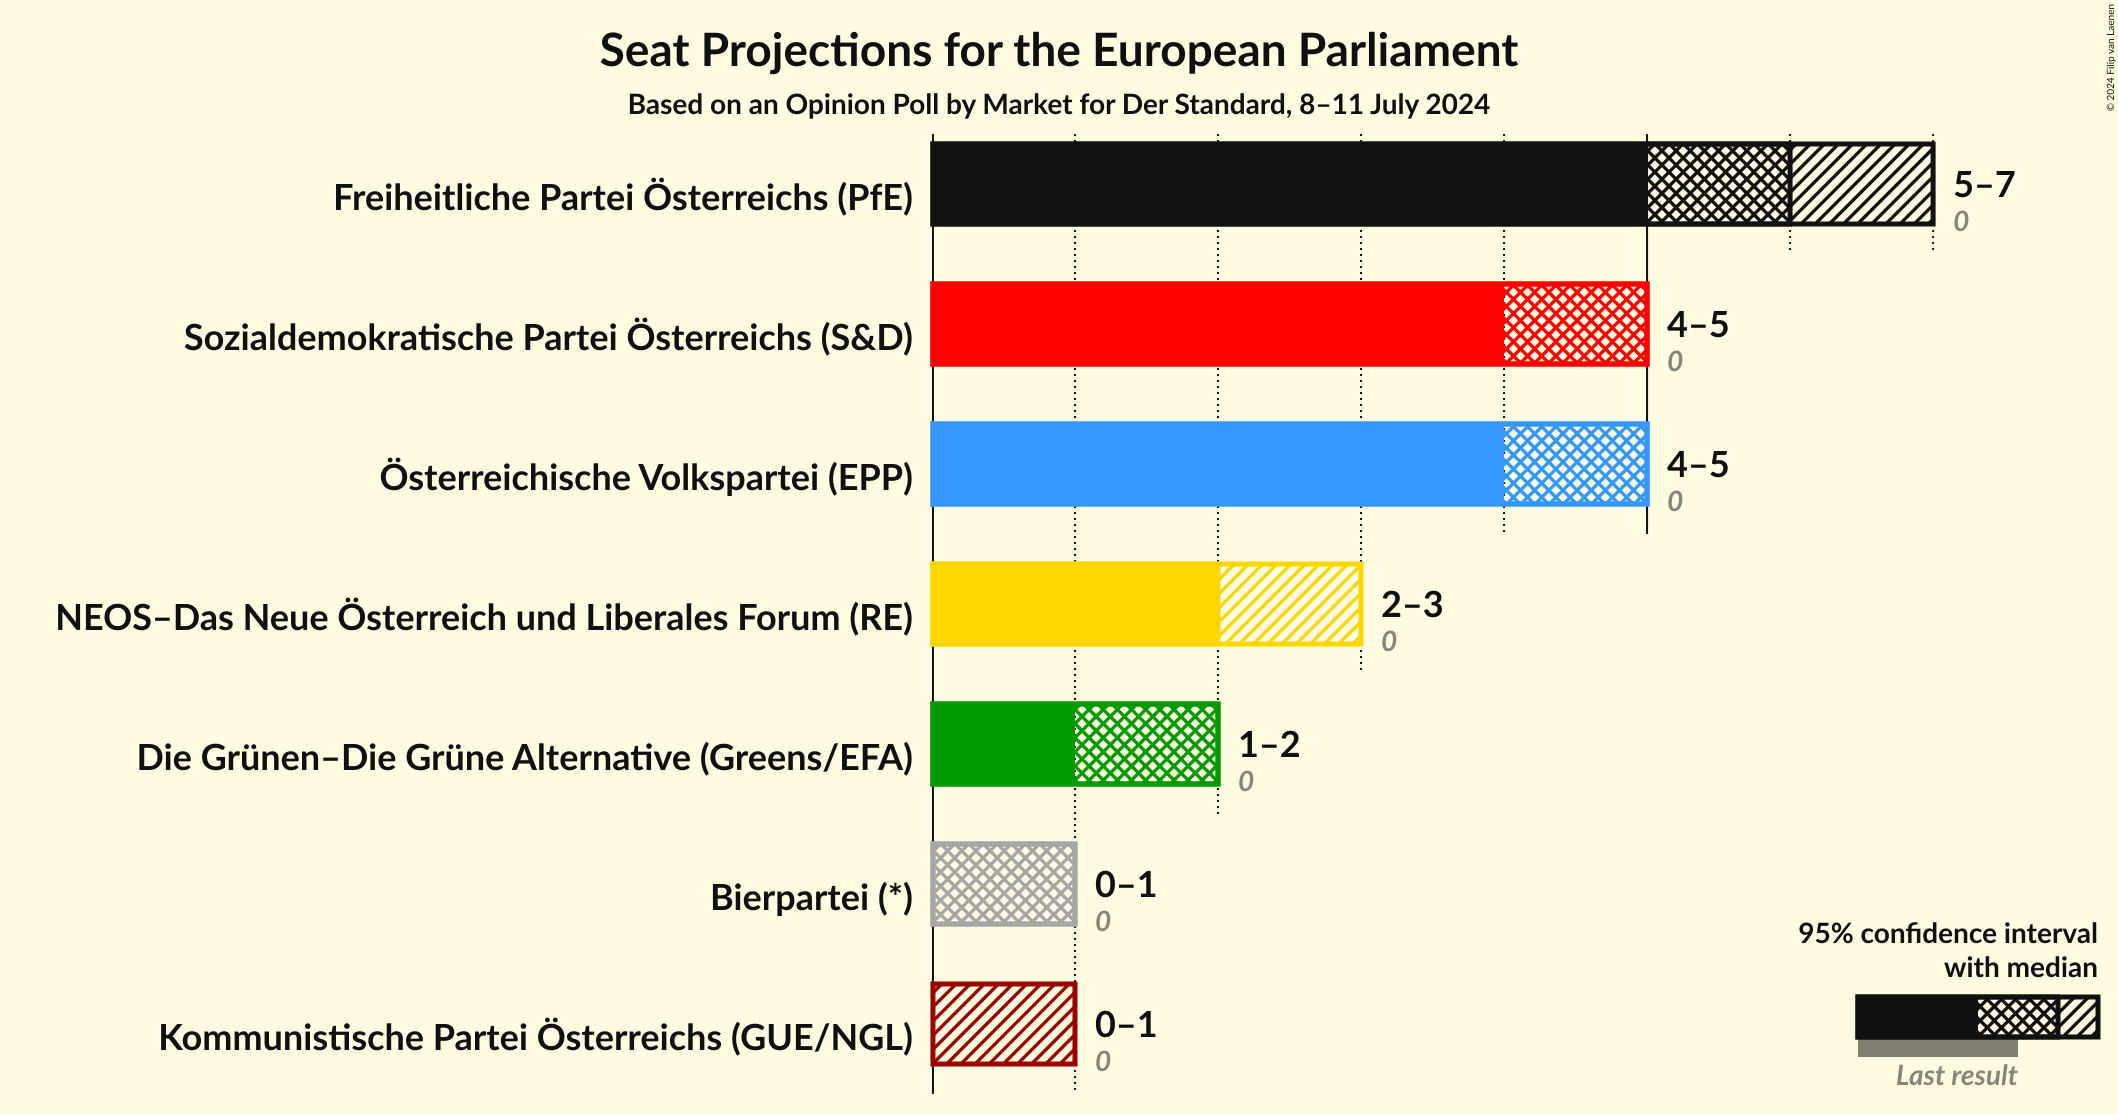 Seat Projections for the European Parliament
Based on an Opinion Poll by Market for Der Standard, 8–11 July 2024
© 2024 Filip van Laenen
Freiheitliche Partei Österreichs (PfE)
5–7
0
Sozialdemokratische Partei Österreichs (S&D)
4–5
0
Österreichische Volkspartei (EPP)
4–5
0
NEOS–Das Neue Österreich und Liberales Forum (RE)
2–3
0
Die Grünen–Die Grüne Alternative (Greens/EFA)
1–2
0
Bierpartei (*)
0–1
0
Kommunistische Partei Österreichs (GUE/NGL)
0–1
0
95% confidence interval
with median
Last result